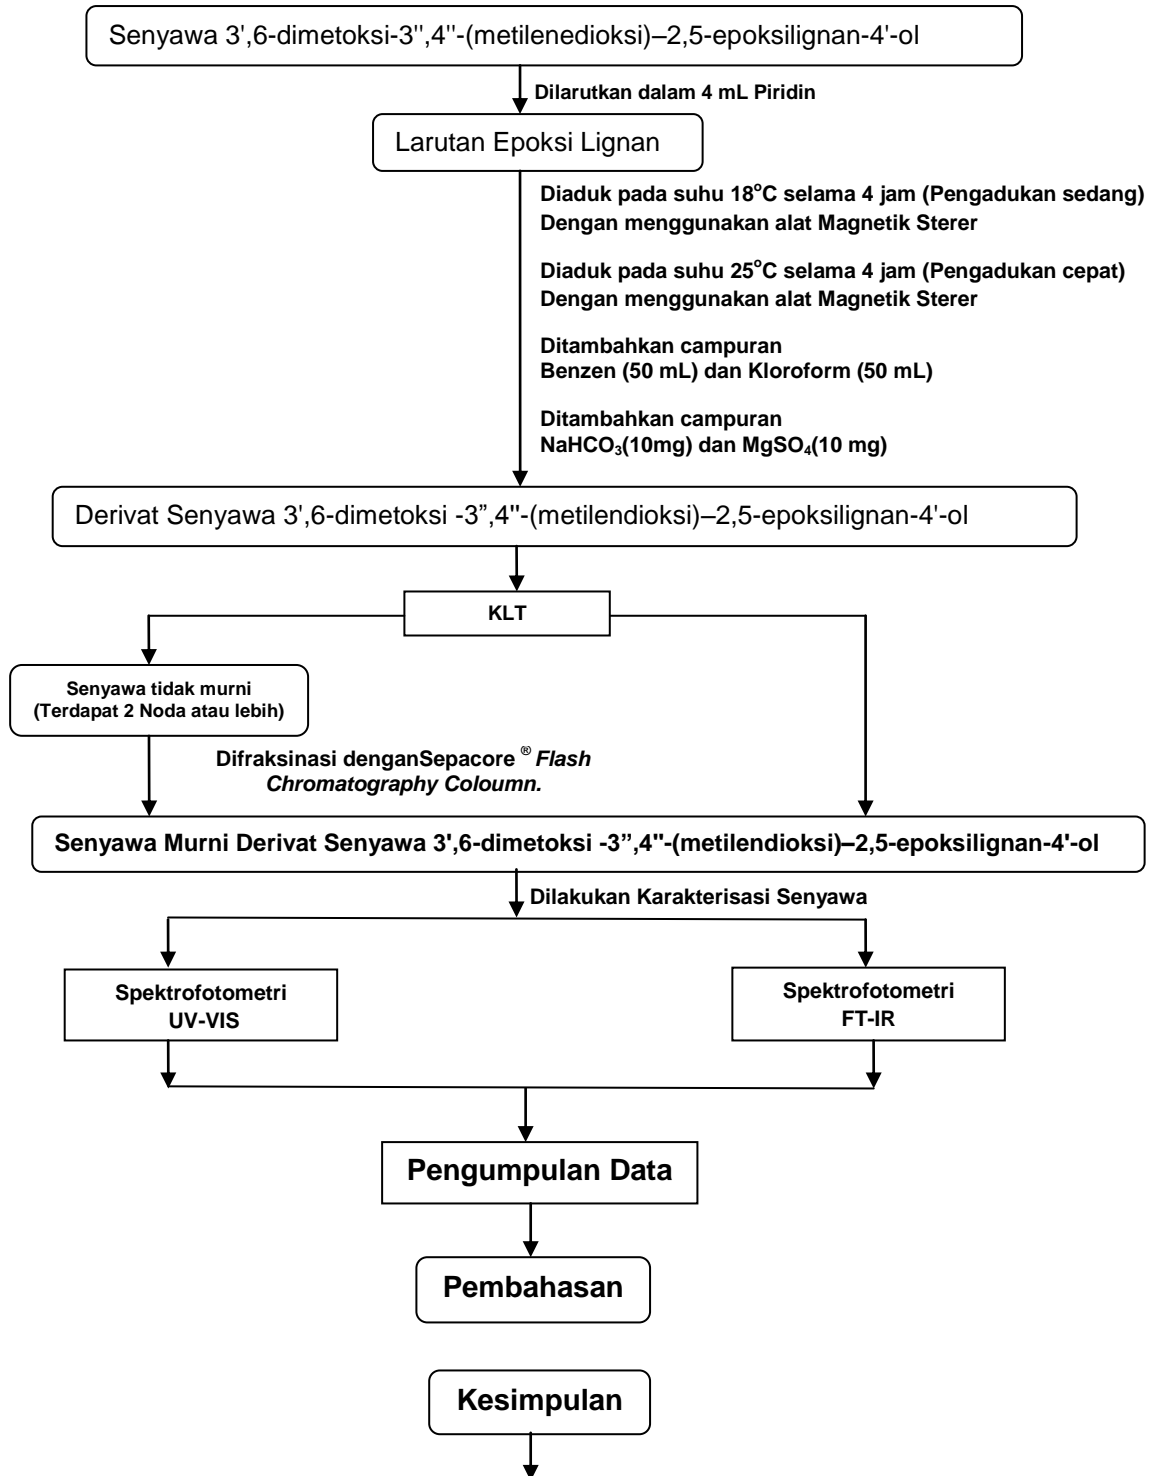 Senyawa 3',6-dimetoksi-3'',4''-(metilenedioksi)–2,5-epoksilignan-4'-ol
Dilarutkan dalam 4 mL Piridin
Larutan Epoksi Lignan
Diaduk pada suhu 18°C selama 4 jam (Pengadukan sedang)
Dengan menggunakan alat Magnetik Sterer
Diaduk pada suhu 25°C selama 4 jam (Pengadukan cepat)
Dengan menggunakan alat Magnetik Sterer
Ditambahkan campuran
Benzen (50 mL) dan Kloroform (50 mL)
Ditambahkan campuran
NaHCO₃(10mg) dan MgSO₄(10 mg)
Derivat Senyawa 3',6-dimetoksi -3”,4''-(metilendioksi)–2,5-epoksilignan-4'-ol
KLT
Senyawa tidak murni
(Terdapat 2 Noda atau lebih)
Difraksinasi denganSepacore ® Flash
Chromatography Coloumn.
Senyawa Murni Derivat Senyawa 3',6-dimetoksi -3”,4''-(metilendioksi)–2,5-epoksilignan-4'-ol
Dilakukan Karakterisasi Senyawa
Spektrofotometri
UV-VIS
Spektrofotometri
FT-IR
Pengumpulan Data
Pembahasan
Kesimpulan